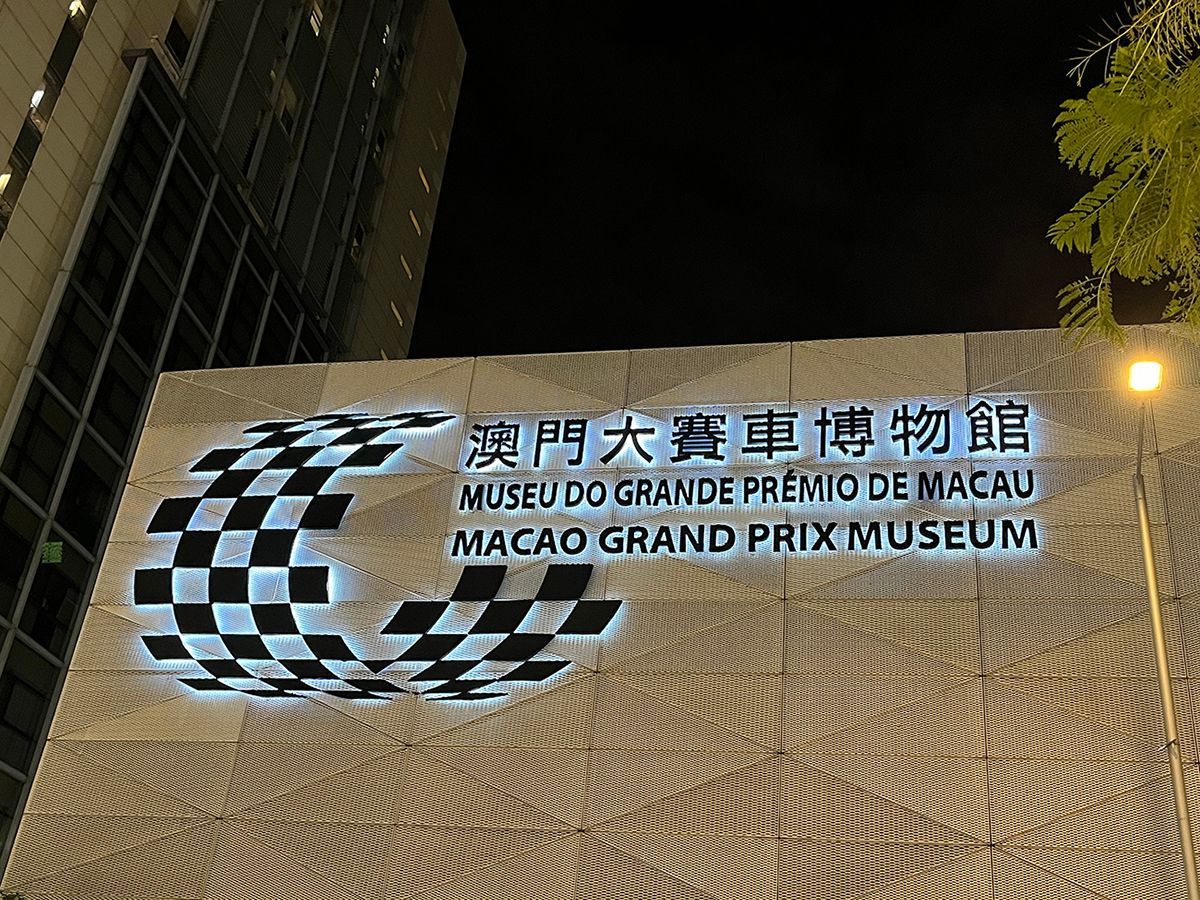 澳門大賽車博物館
MUSEU DO GRANDE PRÉMIO DE MACAU
MACAO GRAND PRIX MUSEUM